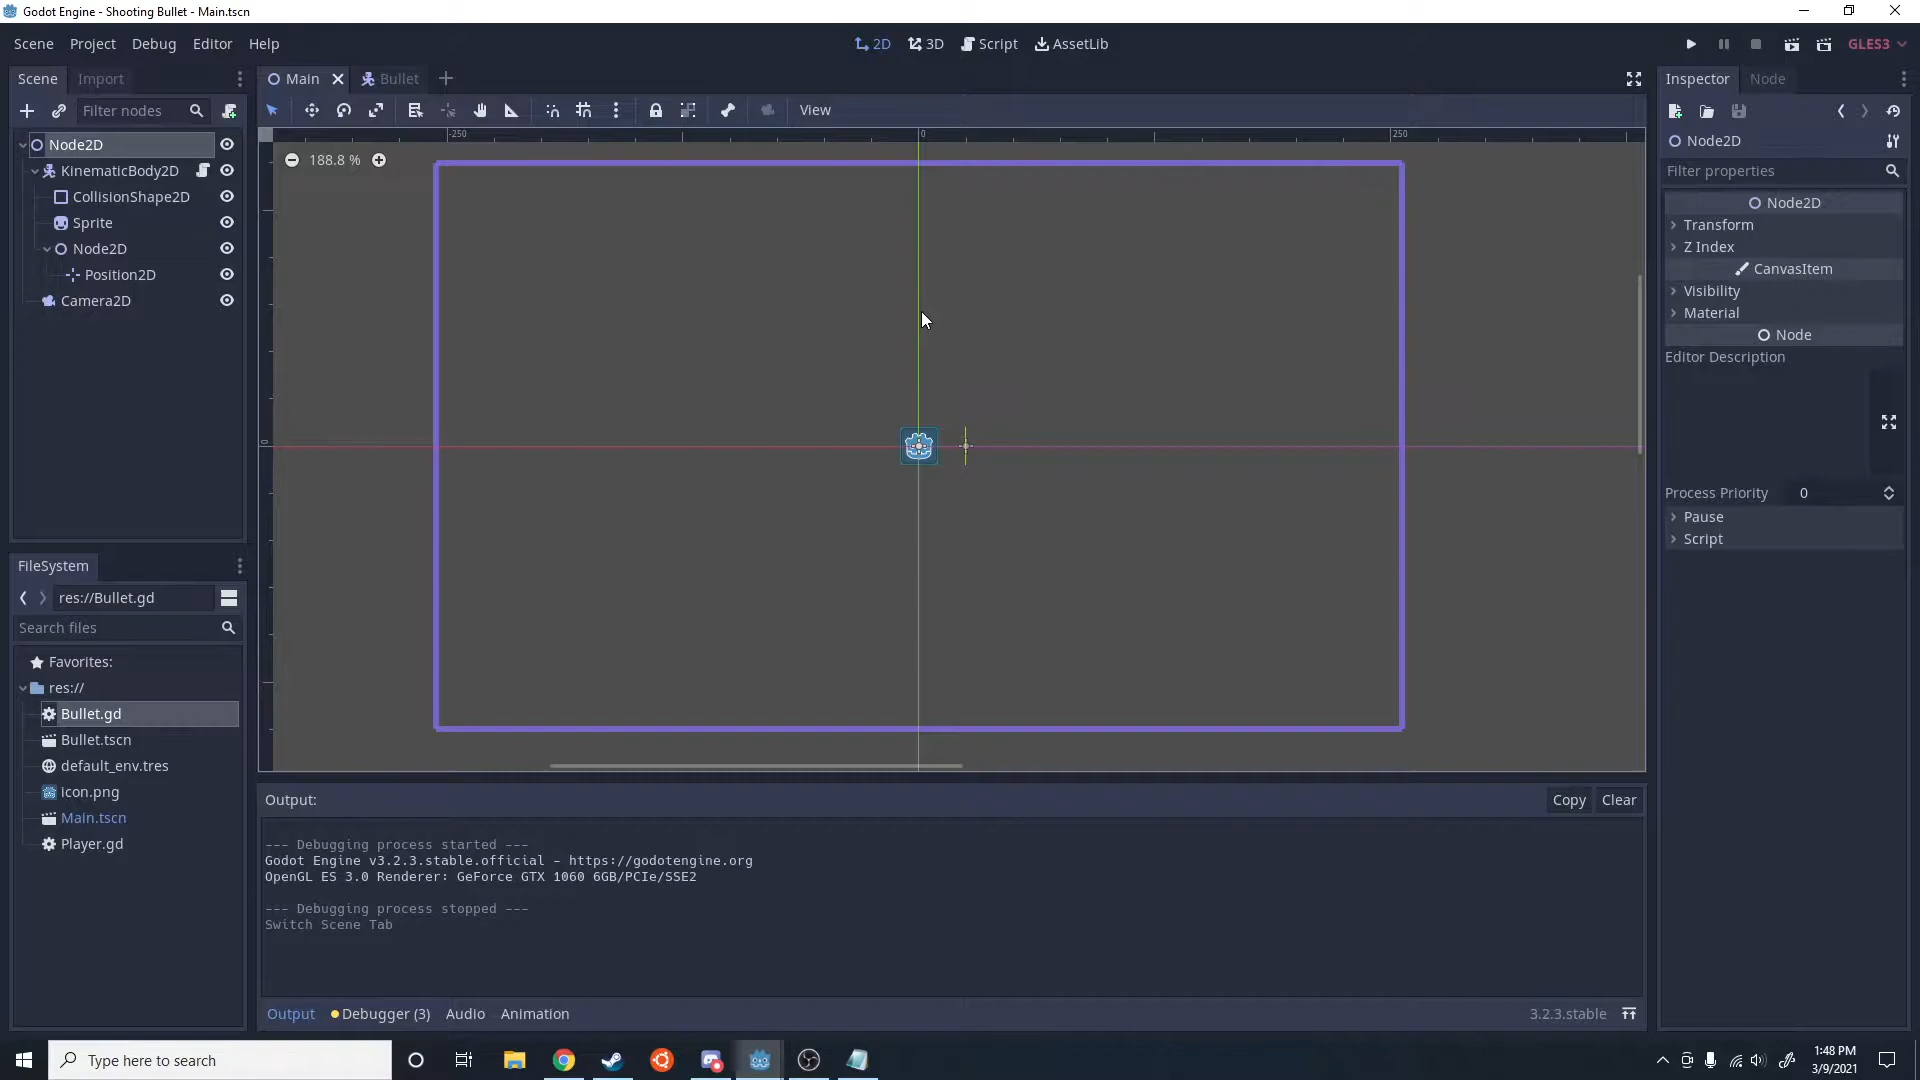 Godot Engine - Shooting Bullet - Main.tscn
Scene Project Debug Editor Help
2D 3D Script AssetLib
GLES3
Scene Import
Main Bullet
Inspector Node
Filter nodes
View
Node2D
KinematicBody2D
CollisionShape2D
Sprite
Node2D
Position2D
Camera2D
-250 0 250
188.8 %
0
Node2D
Filter properties
Node2D
Transform
Z Index
CanvasItem
Visibility
Material
Node
Editor Description
Process Priority 0
Pause
Script
FileSystem
res://Bullet.gd
Search files
Favorites:
res://
Bullet.gd
Bullet.tscn
default_env.tres
icon.png
Main.tscn
Player.gd
Output:
Copy Clear
--- Debugging process started ---
Godot Engine v3.2.3.stable.official - https://godotengine.org
OpenGL ES 3.0 Renderer: GeForce GTX 1060 6GB/PCIe/SSE2
--- Debugging process stopped ---
Switch Scene Tab
Output Debugger (3) Audio Animation
3.2.3.stable
Type here to search
1:48 PM
3/9/2021